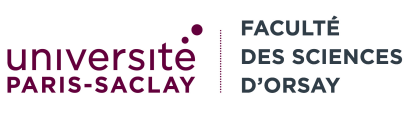 université
PARIS-SACLAY
FACULTÉ
DES SCIENCES
D'ORSAY